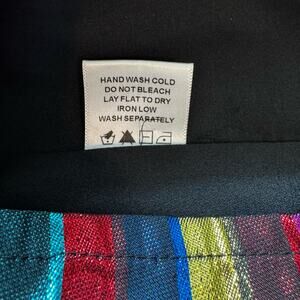 HAND WASH COLD
DO NOT BLEACH
LAY FLAT TO DRY
IRON LOW
WASH SEPARATELY